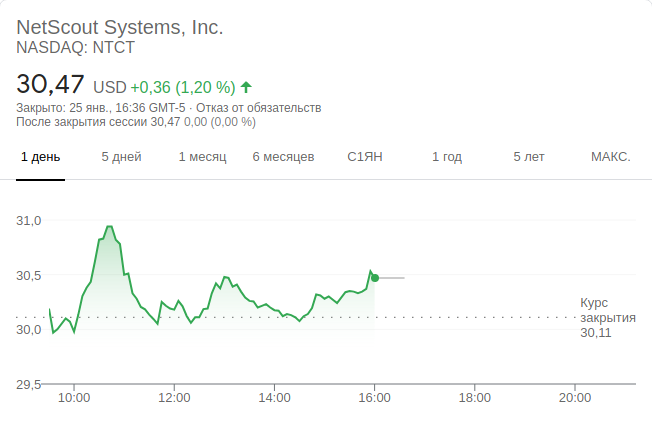 NetScout Systems, Inc.
NASDAQ: NTCT
30,47 USD +0,36 (1,20 %)
Закрыто: 25 янв., 16:36 GMT-5 · Отказ от обязательств
После закрытия сессии 30,47 0,00 (0,00 %)
1 день 5 дней 1 месяц 6 месяцев С1ЯН 1 год 5 лет МАКС.
31,0
30,5
Курс
закрытия
30,11
30,0
29,5
10:00 12:00 14:00 16:00 18:00 20:00